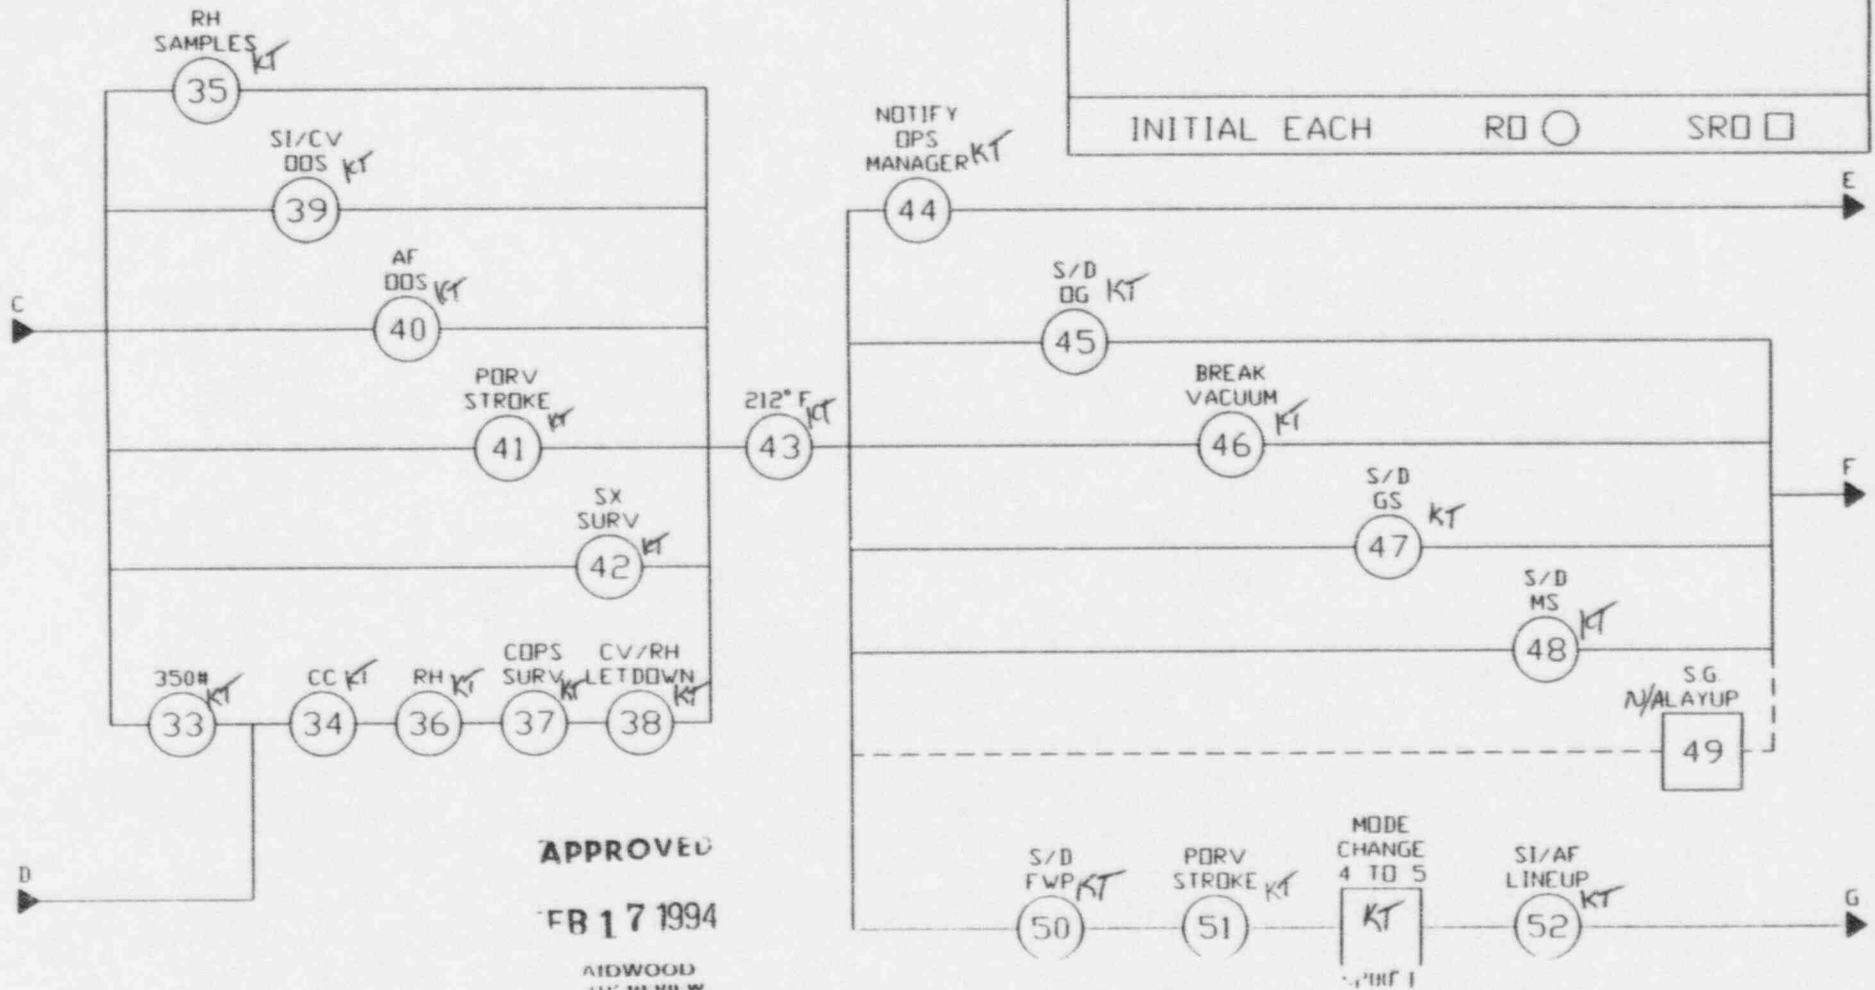 INITIAL EACH RO SRO
RH
SAMPLES KT
35
SI/CV
OOS KT
39
AF
OOS KT
40
C
PORV
STROKE KT
41
SX
SURV KT
42
350# KT
33
CC KT
34
RH KT
36
COPS
SURV KT
37
CV/RH
LETDOWN KT
38
D
212°F KT
43
NOTIFY
OPS
MANAGER KT
44
E
S/D
DG KT
45
BREAK
VACUUM KT
46
S/D
GS KT
47
F
S/D
MS KT
48
S.G.
N/A LAYUP
49
S/D
FWP KT
50
PORV
STROKE KT
51
MODE
CHANGE
4 TO 5
KT
SI/AF
LINEUP KT
52
G
APPROVED
FEB 17 1994
AIDWOOD
REVIEW